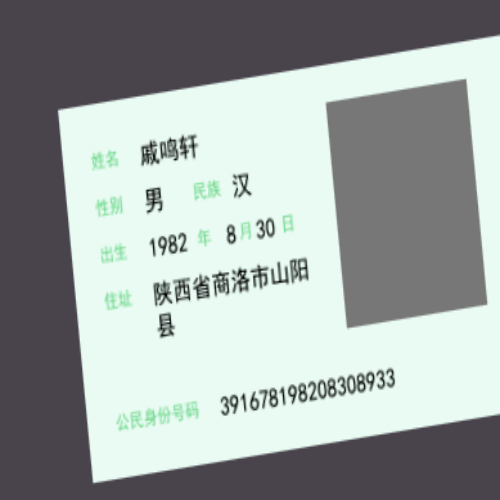 姓名 戚鸣轩
性别 男 民族 汉
出生 1982 年 8 月 30 日
住址 陕西省商洛市山阳
县
公民身份号码 391678198208308933